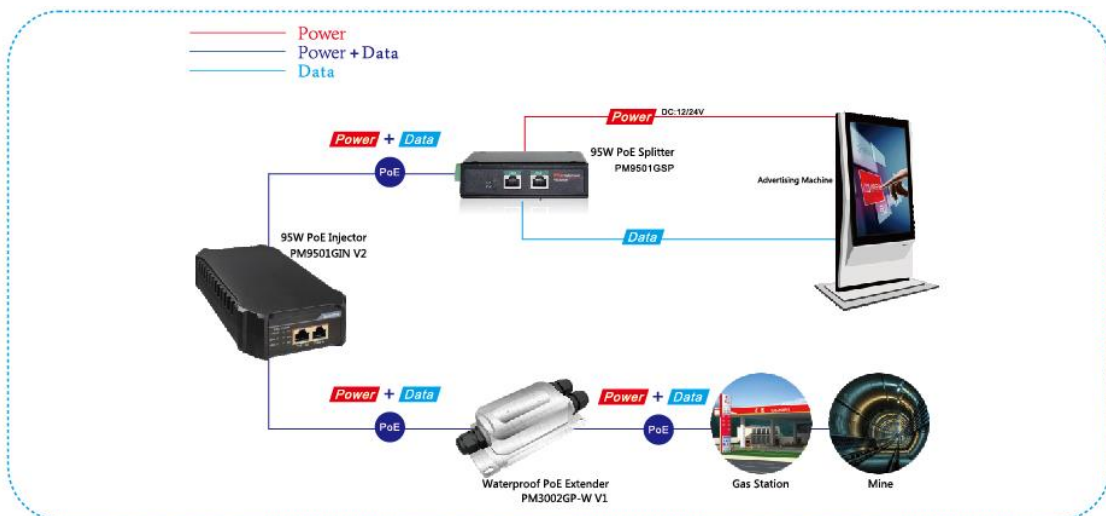 Power
Power + Data
Data
Power + Data
PoE
95W PoE Splitter
PM9501GSP
Power
DC:12/24V
Advertising Machine
Data
95W PoE Injector
PM9501GIN V2
Power + Data
PoE
Power + Data
PoE
Waterproof PoE Extender
PM3002GP-W V1
Gas Station
Mine